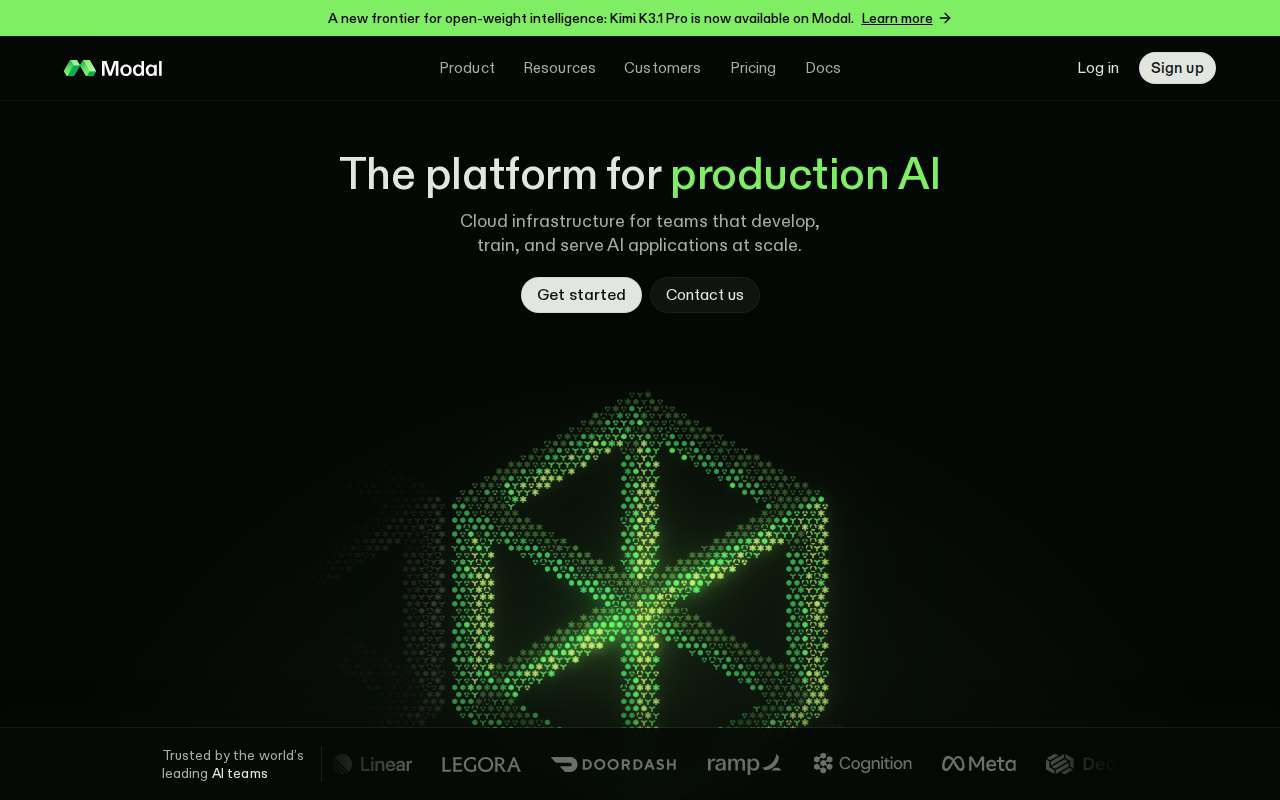 A new frontier for open-weight intelligence: Kimi K3.1 Pro is now available on Modal. Learn more →
Modal
Product Resources Customers Pricing Docs
Log in Sign up
The platform for production AI
Cloud infrastructure for teams that develop,
train, and serve AI applications at scale.
Get started Contact us
Trusted by the world's
leading AI teams
Linear LEGORA DOORDASH ramp Cognition Meta